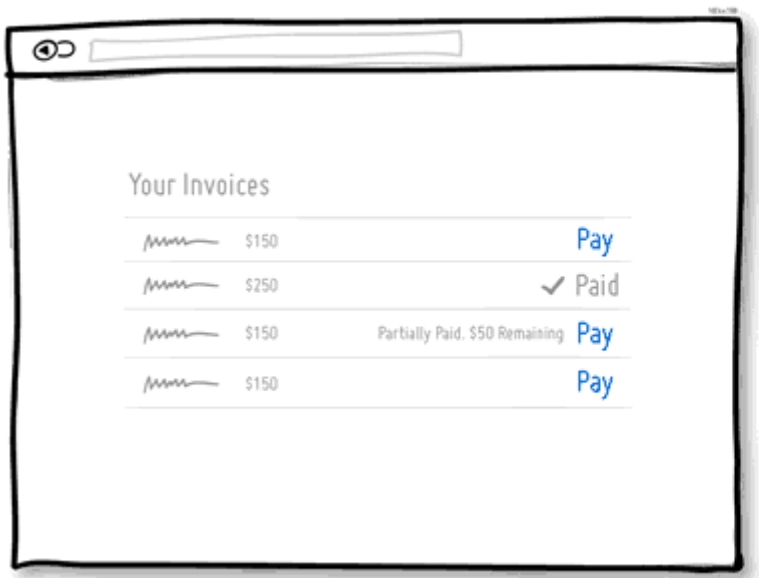 Your Invoices
$150 Pay
$250 ✓ Paid
$150 Partially Paid. $50 Remaining Pay
$150 Pay